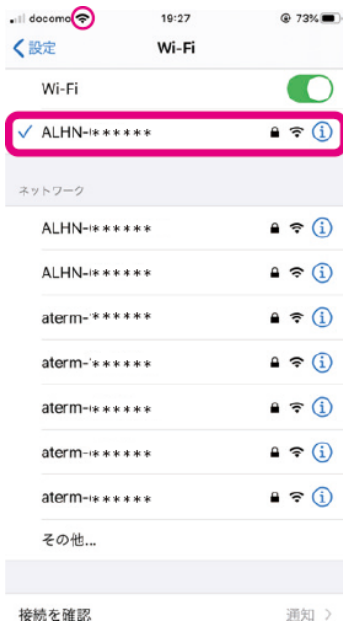 docomo 19:27 73%
設定 Wi-Fi
Wi-Fi
ALHN-******
ネットワーク
ALHN-******
ALHN-******
aterm-******
aterm-******
aterm-******
aterm-******
aterm-******
その他...
接続を確認 通知